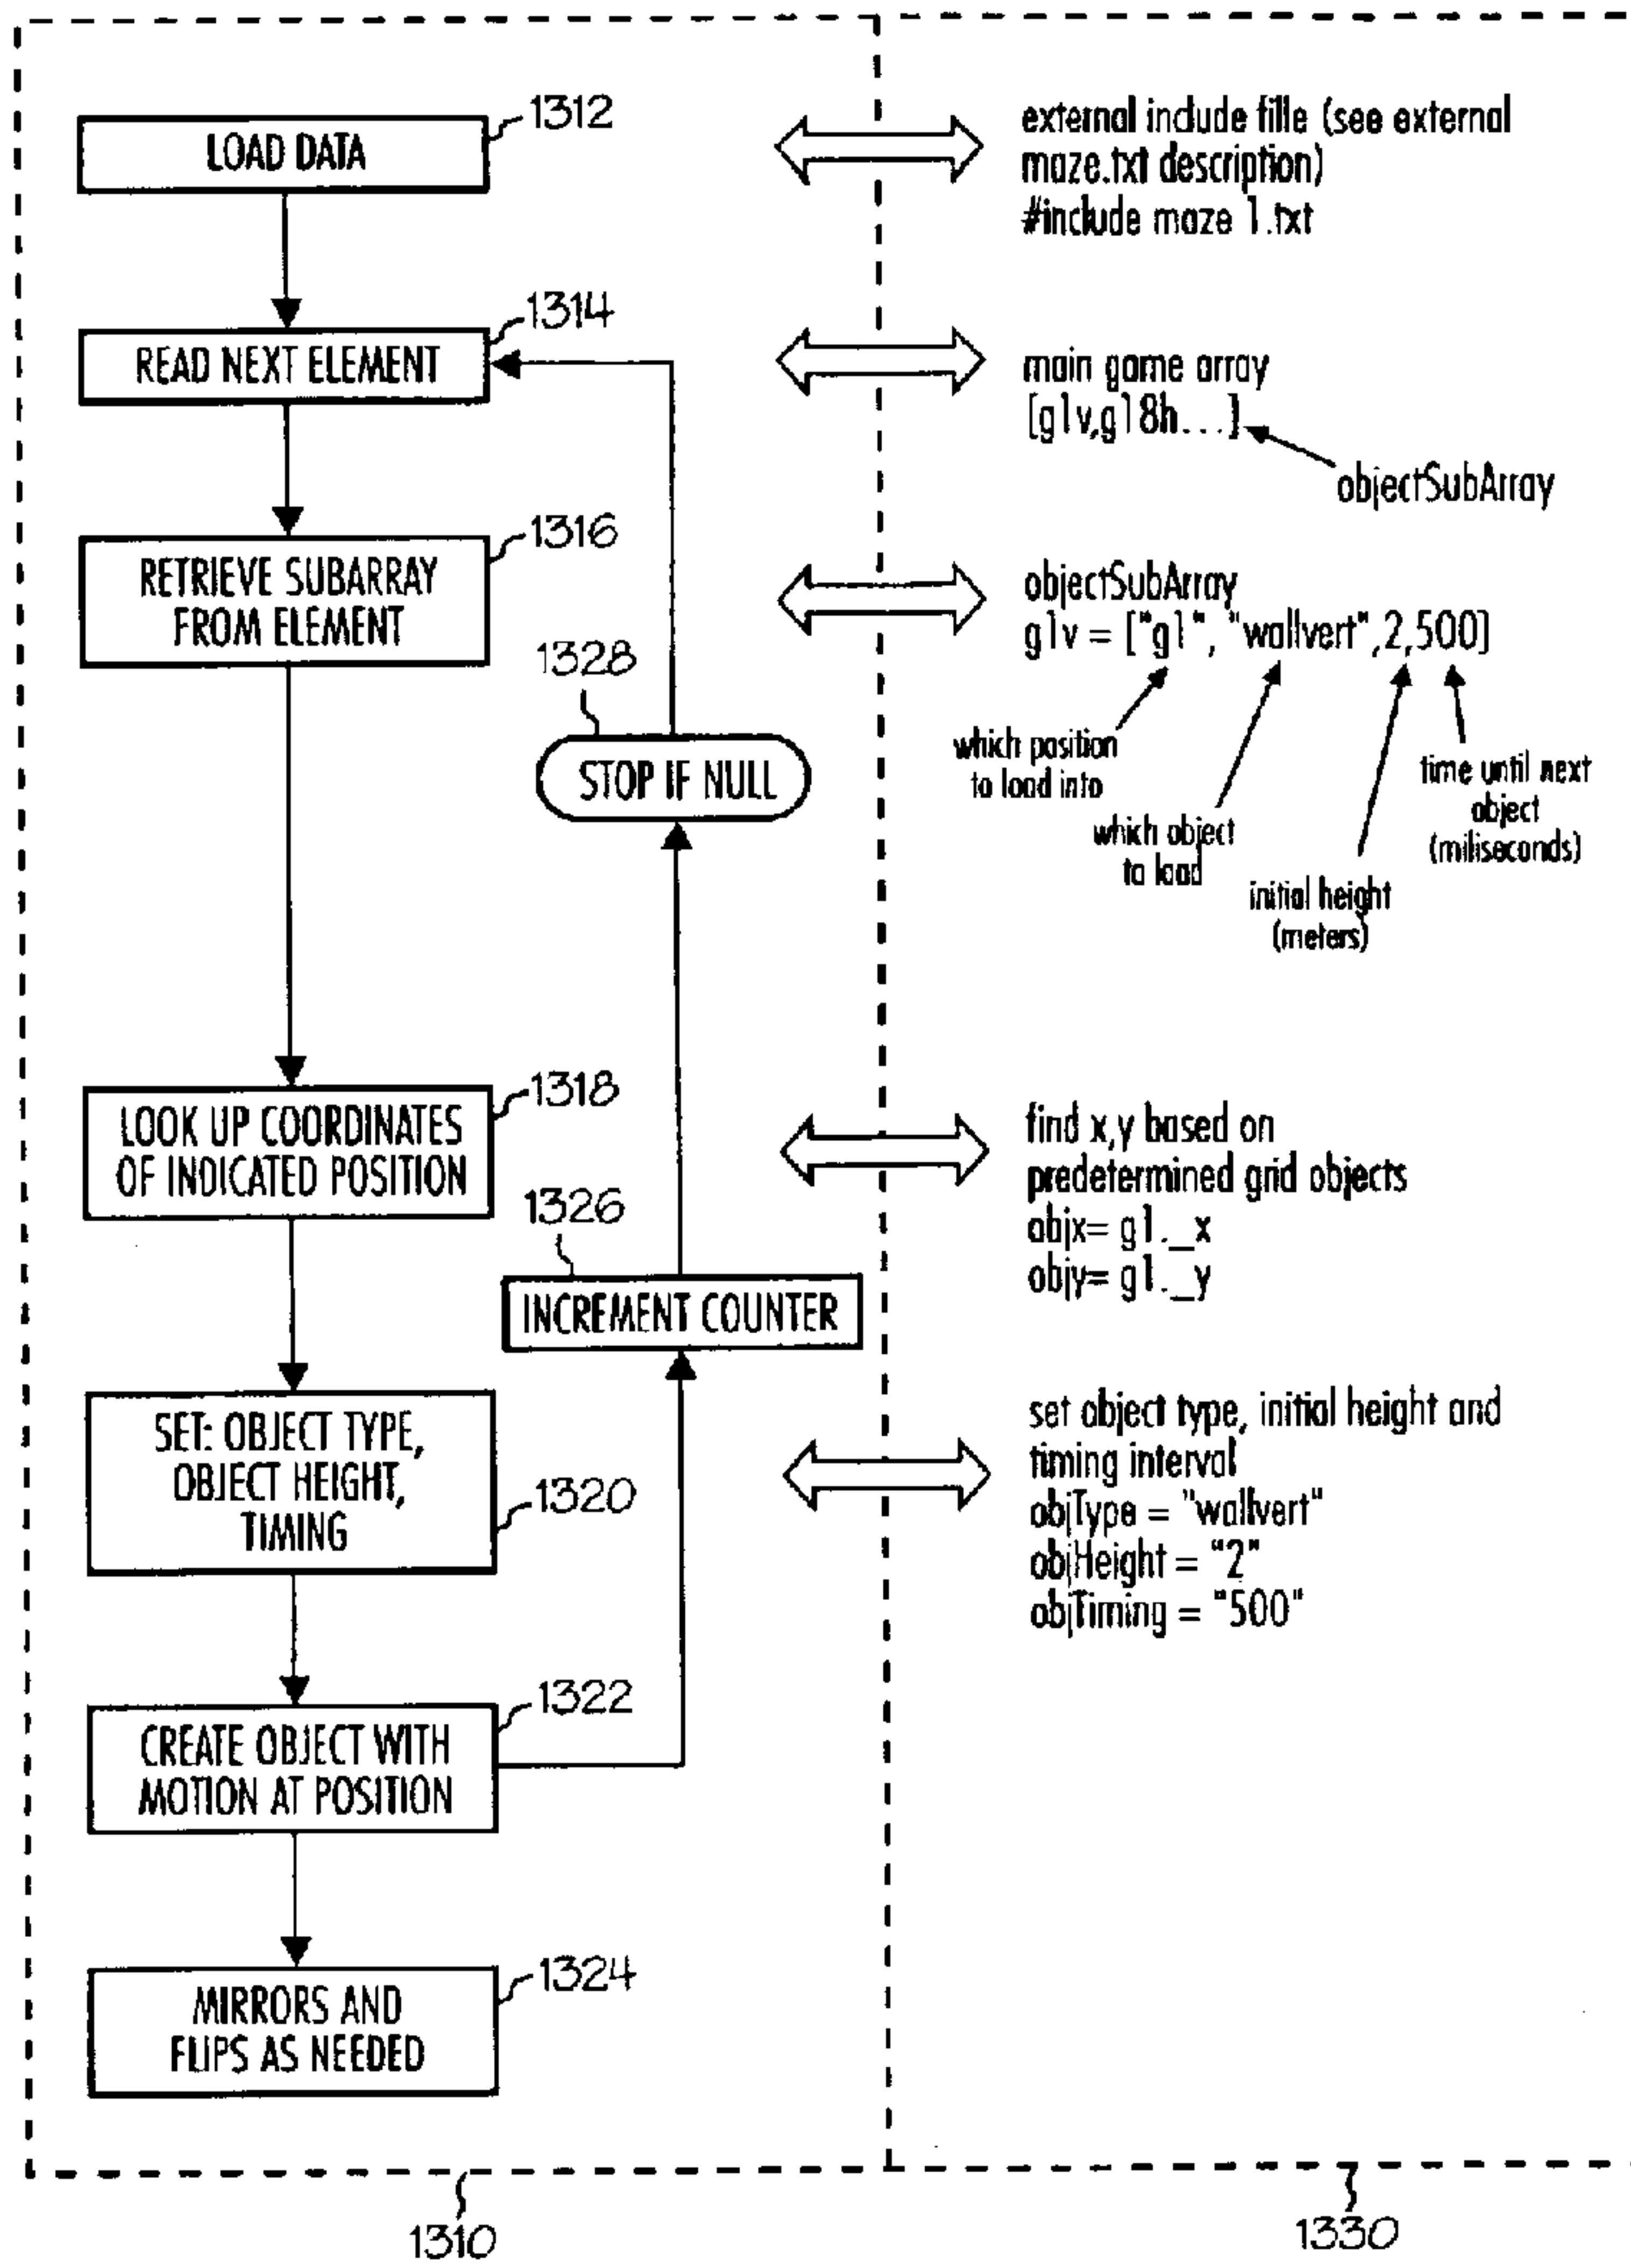 1312
LOAD DATA
1314
READ NEXT ELEMENT
1316
RETRIEVE SUBARRAY
FROM ELEMENT
1328
STOP IF NULL
1318
LOOK UP COORDINATES
OF INDICATED POSITION
1326
INCREMENT COUNTER
SET: OBJECT TYPE,
OBJECT HEIGHT,
TIMING
1320
1322
CREATE OBJECT WITH
MOTION AT POSITION
1324
MIRRORS AND
FLIPS AS NEEDED
1310
external include fille (see external
maze.txt description)
#include maze 1.txt
main game array
[g1v,g18h...]
objectSubArray
objectSubArray
g1v = ["g1", "wallvert",2,500]
which position
to load into
which object
to load
initial height
(meters)
time until next
object
(miliseconds)
find x,y based on
predetermined grid objects
objx= g1._x
objy= g1._y
set object type, initial height and
timing interval
objType = "wallvert"
objHeight = "2"
objTiming = "500"
1330